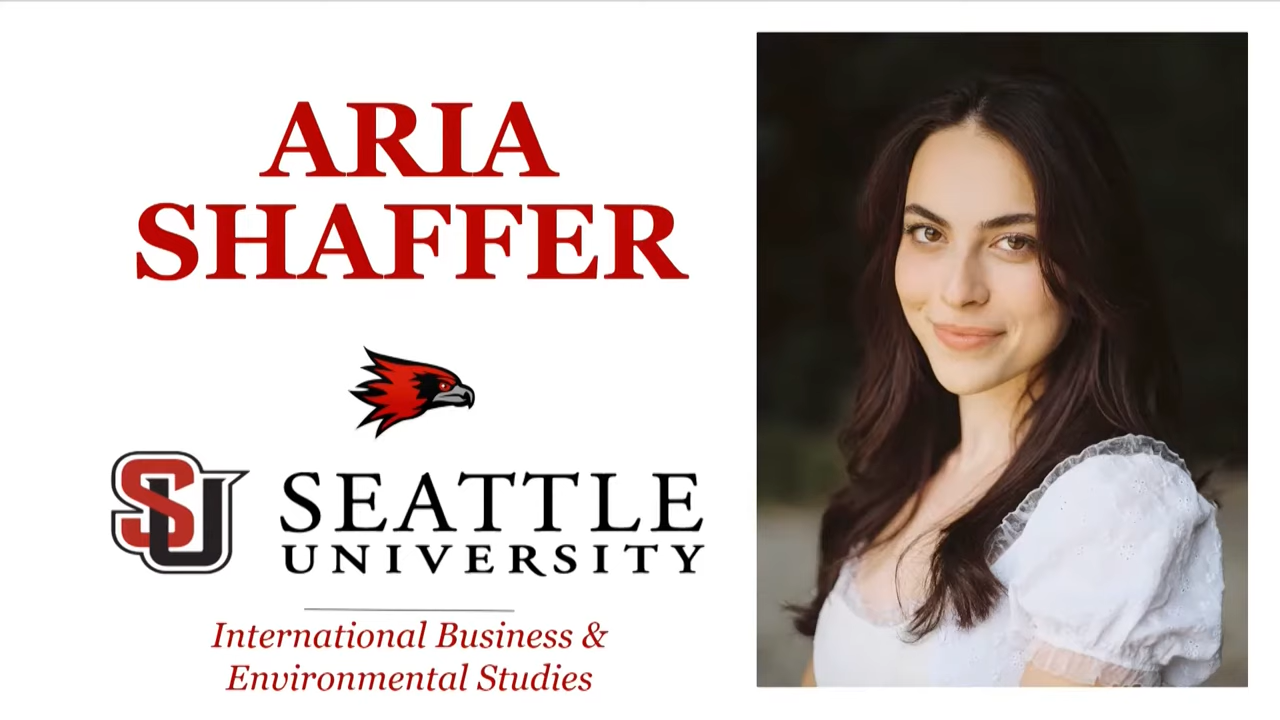 ARIA
SHAFFER
SU
SEATTLE
UNIVERSITY
International Business &
Environmental Studies